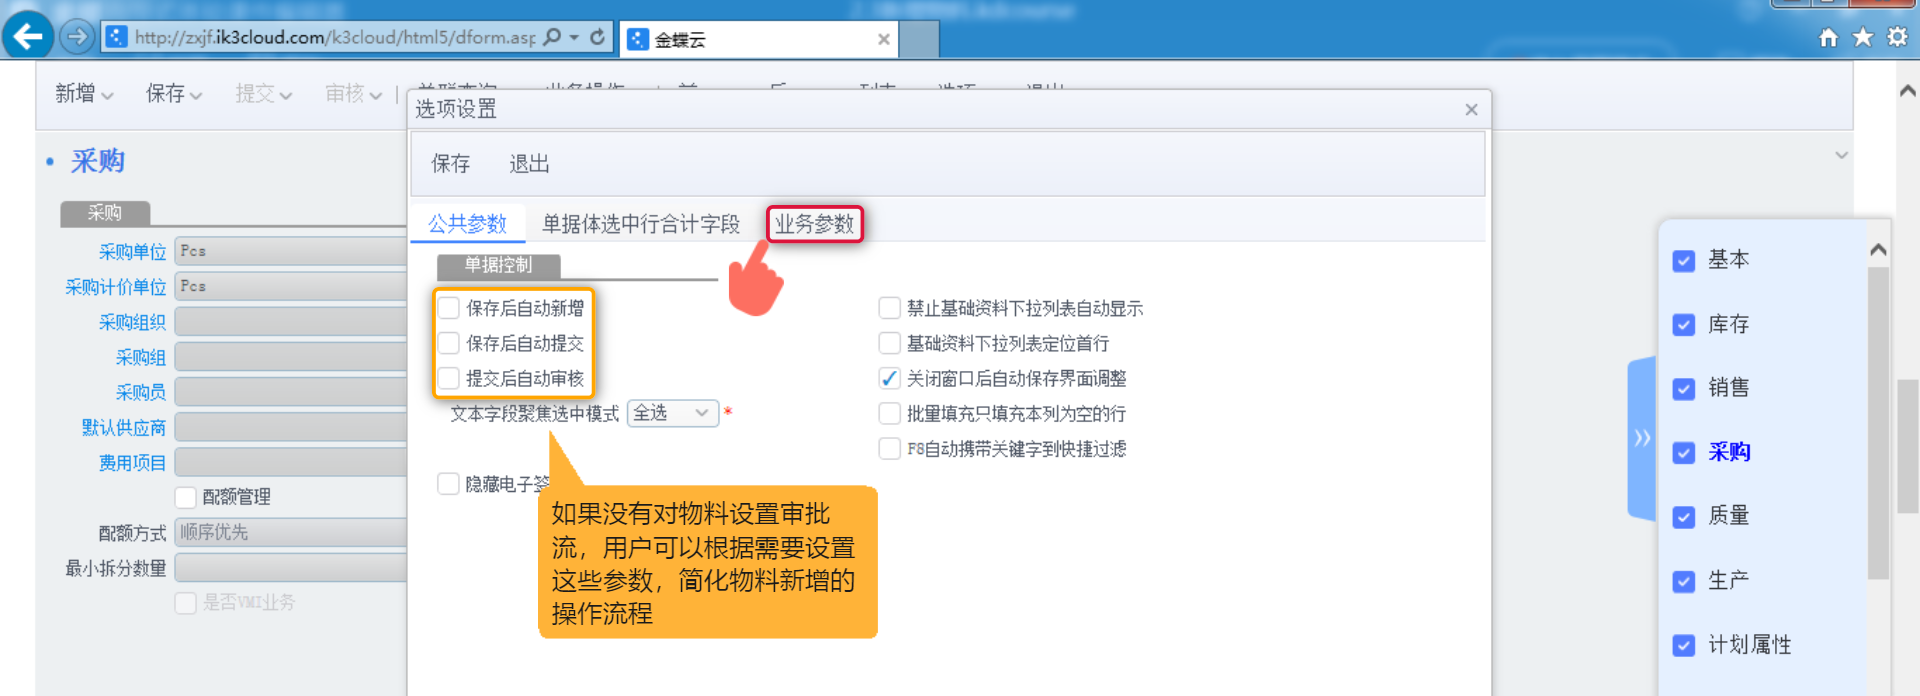 http://zxjf.ik3cloud.com/k3cloud/html5/dform.asp
金蝶云
新增
保存
提交
审核
选项设置
保存
退出
公共参数
单据体选中行合计字段
业务参数
单据控制
保存后自动新增
保存后自动提交
提交后自动审核
文本字段聚焦选中模式
全选
*
隐藏电子签
禁止基础资料下拉列表自动显示
基础资料下拉列表定位首行
关闭窗口后自动保存界面调整
批量填充只填充本列为空的行
F8自动携带关键字到快捷过滤
如果没有对物料设置审批
流，用户可以根据需要设置
这些参数，简化物料新增的
操作流程
采购
采购
采购单位
Pcs
采购计价单位
Pcs
采购组织
采购组
采购员
默认供应商
费用项目
配额管理
配额方式
顺序优先
最小拆分数量
是否VMI业务
基本
库存
销售
采购
质量
生产
计划属性